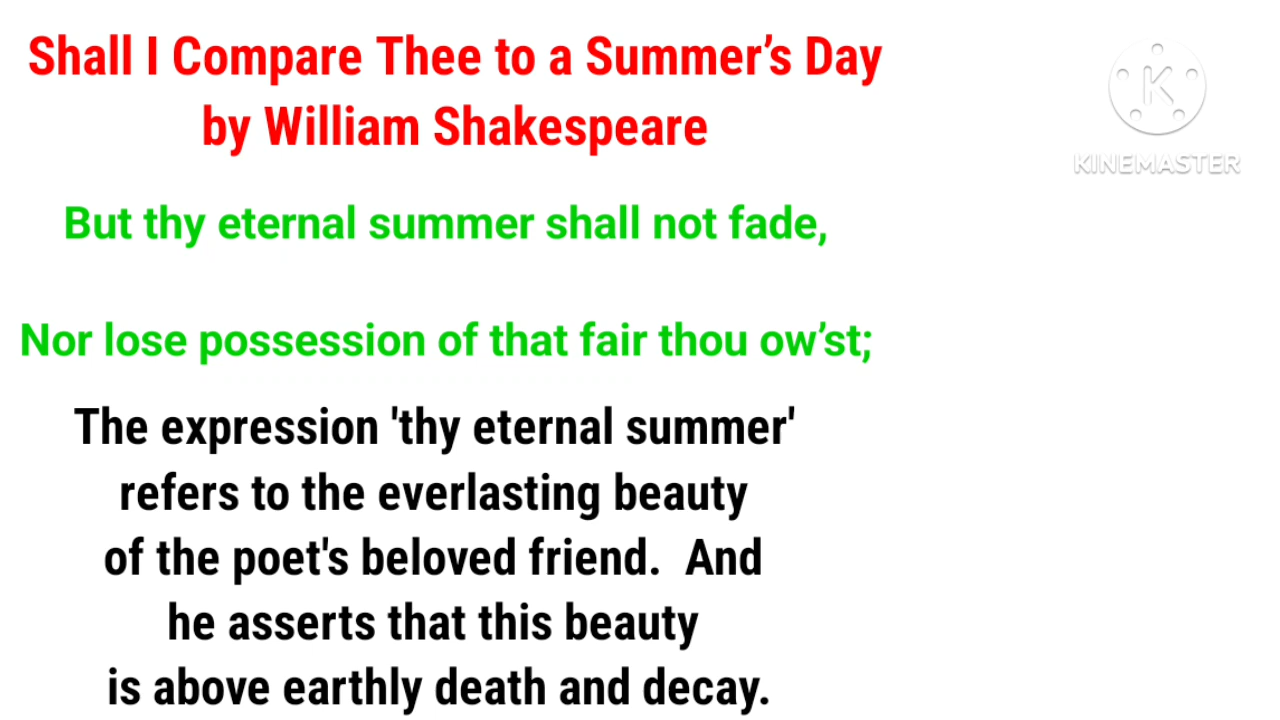 Shall I Compare Thee to a Summer’s Day
by William Shakespeare
KINEMASTER
But thy eternal summer shall not fade,
Nor lose possession of that fair thou ow’st;
The expression 'thy eternal summer'
refers to the everlasting beauty
of the poet's beloved friend.  And
he asserts that this beauty
is above earthly death and decay.